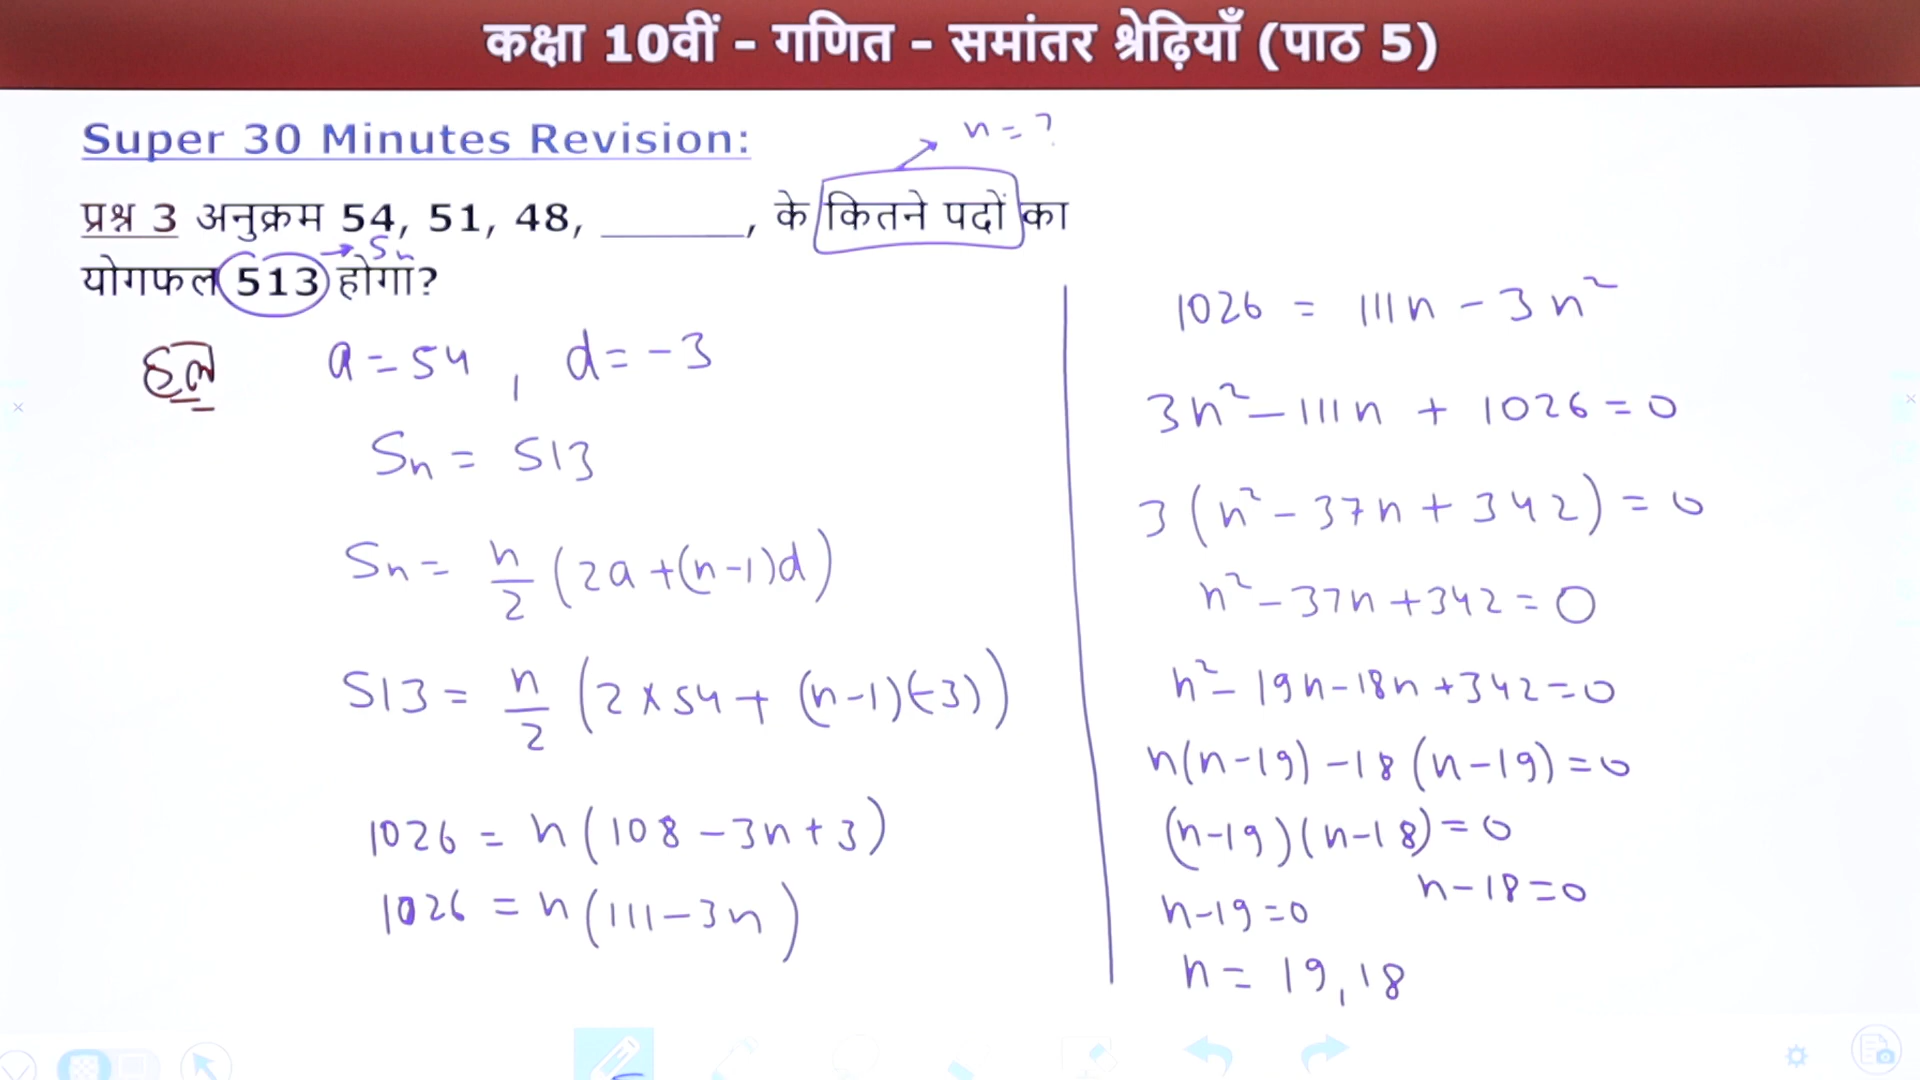 कक्षा 10वीं - गणित - समांतर श्रेढ़ियाँ (पाठ 5)
Super 30 Minutes Revision:
n = ?
प्रश्न 3 अनुक्रम 54, 51, 48, ______, के कितने पदों का
→ Sn
योगफल 513 होगा?
हल a = 54 , d = -3
Sn = 513
Sn = n/2 (2a + (n-1)d)
513 = n/2 (2 × 54 + (n-1)(-3))
1026 = n(108 - 3n + 3)
1026 = n(111 - 3n)
1026 = 111n - 3n²
3n² - 111n + 1026 = 0
3(n² - 37n + 342) = 0
n² - 37n + 342 = 0
n² - 19n - 18n + 342 = 0
n(n-19) - 18(n-19) = 0
(n-19)(n-18) = 0
n-19 = 0 n-18 = 0
n = 19, 18